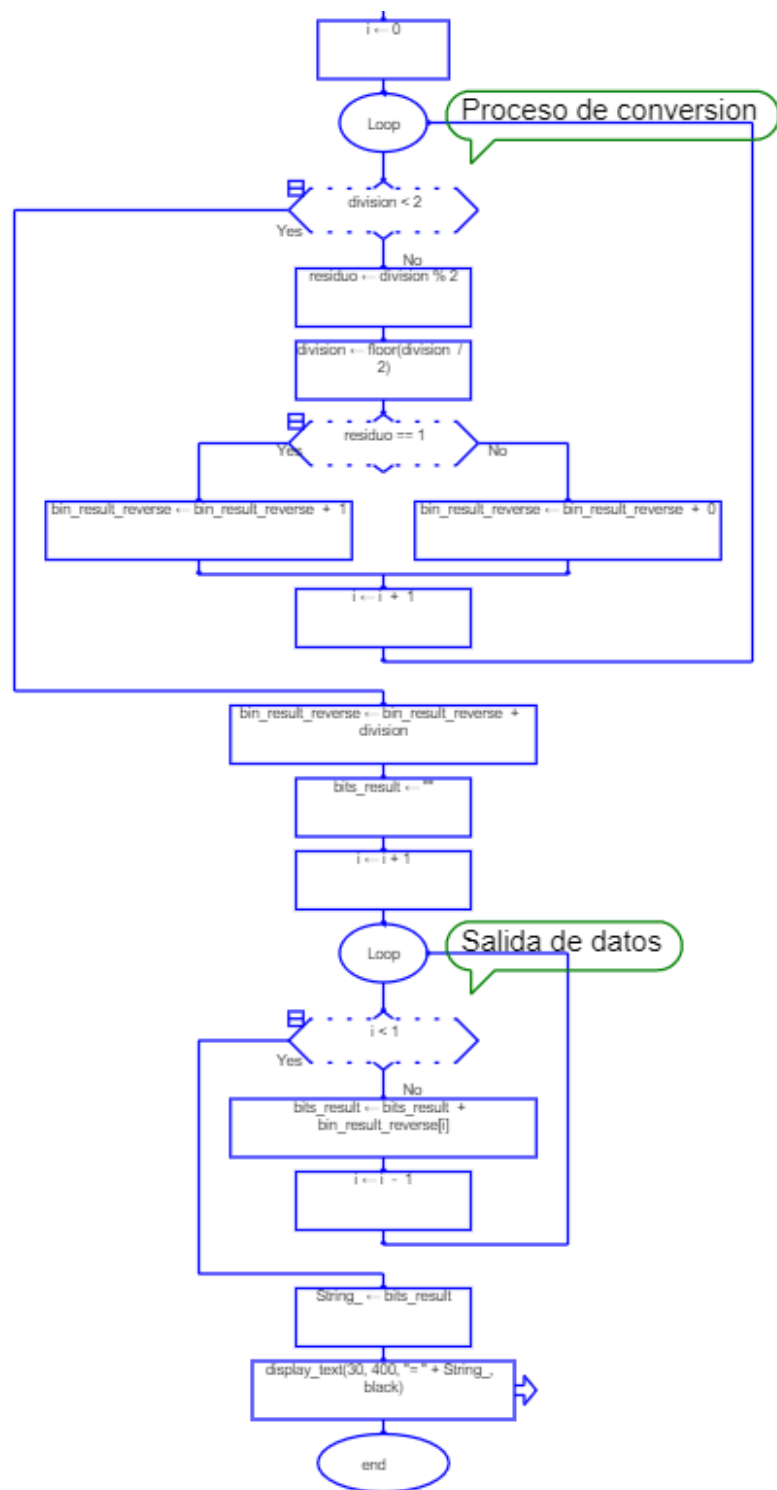 i ← 0
Loop
Proceso de conversion
division < 2
Yes
No
residuo ← division % 2
division ← floor(division /
2)
residuo == 1
Yes
No
bin_result_reverse ← bin_result_reverse + 1
bin_result_reverse ← bin_result_reverse + 0
i ← i + 1
bin_result_reverse ← bin_result_reverse +
division
bits_result ← ""
i ← i + 1
Loop
Salida de datos
i < 1
Yes
No
bits_result ← bits_result +
bin_result_reverse[i]
i ← i - 1
String_ ← bits_result
display_text(30, 400, "= " + String_,
black)
end